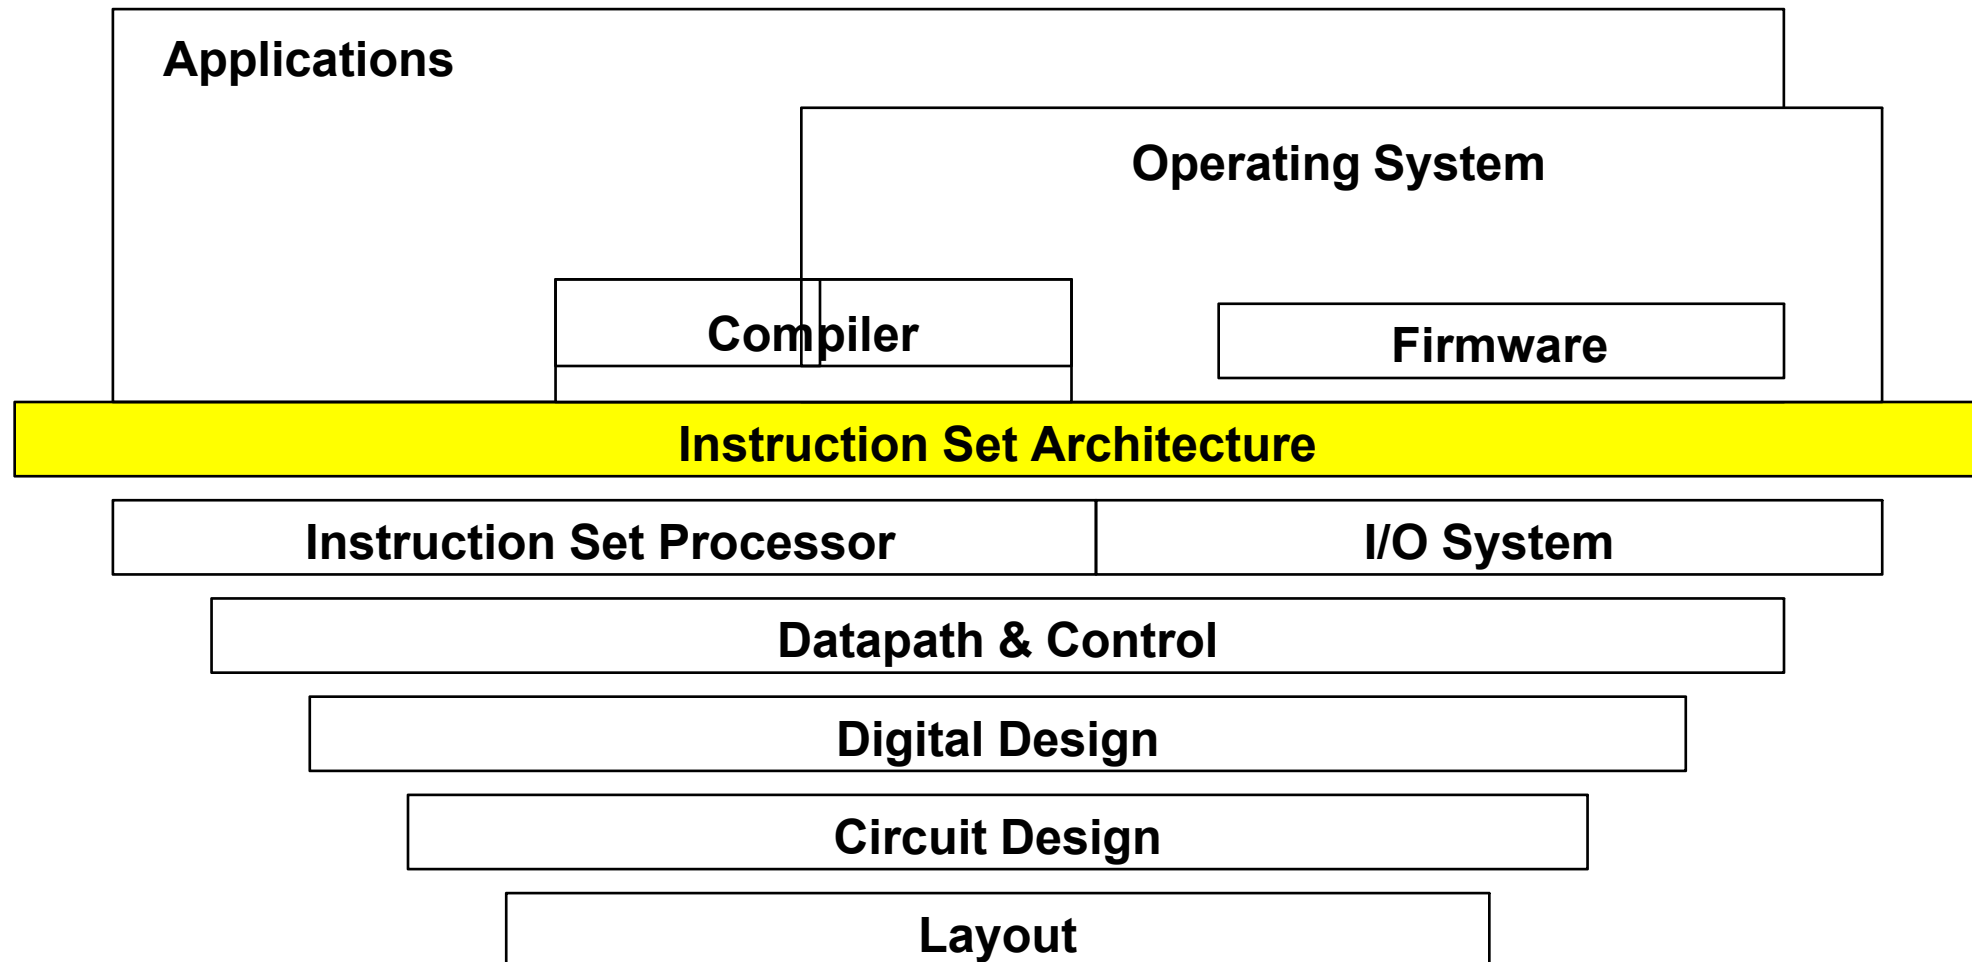 Applications
Operating System
Compiler
Firmware
Instruction Set Architecture
Instruction Set Processor
I/O System
Datapath & Control
Digital Design
Circuit Design
Layout